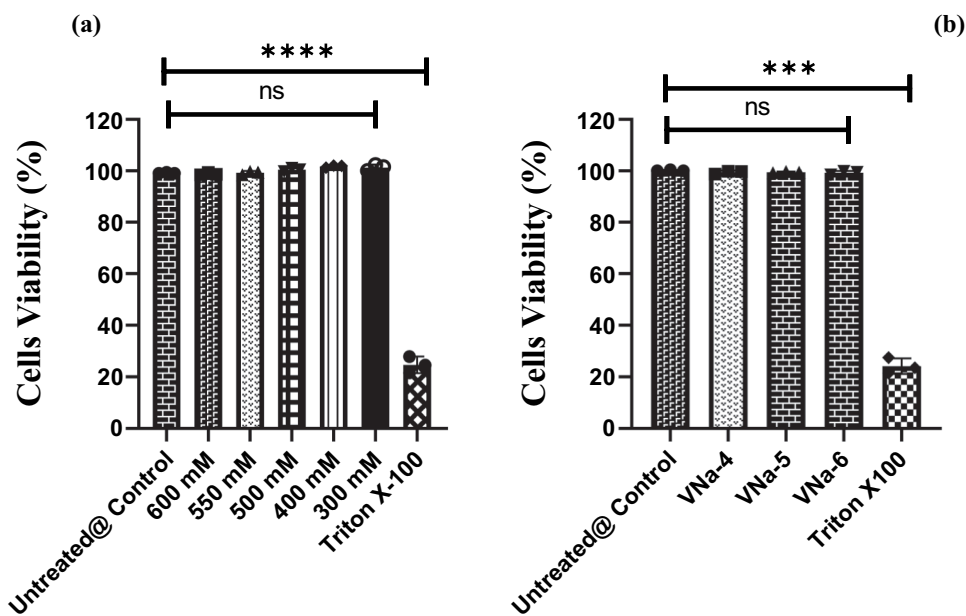 (a)
****
ns
Cells Viability (%)
120
100
80
60
40
20
0
Untreated@ Control
600 mM
550 mM
500 mM
400 mM
300 mM
Triton X-100
(b)
***
ns
Cells Viability (%)
120
100
80
60
40
20
0
Untreated@ Control
VNa-4
VNa-5
VNa-6
Triton X100